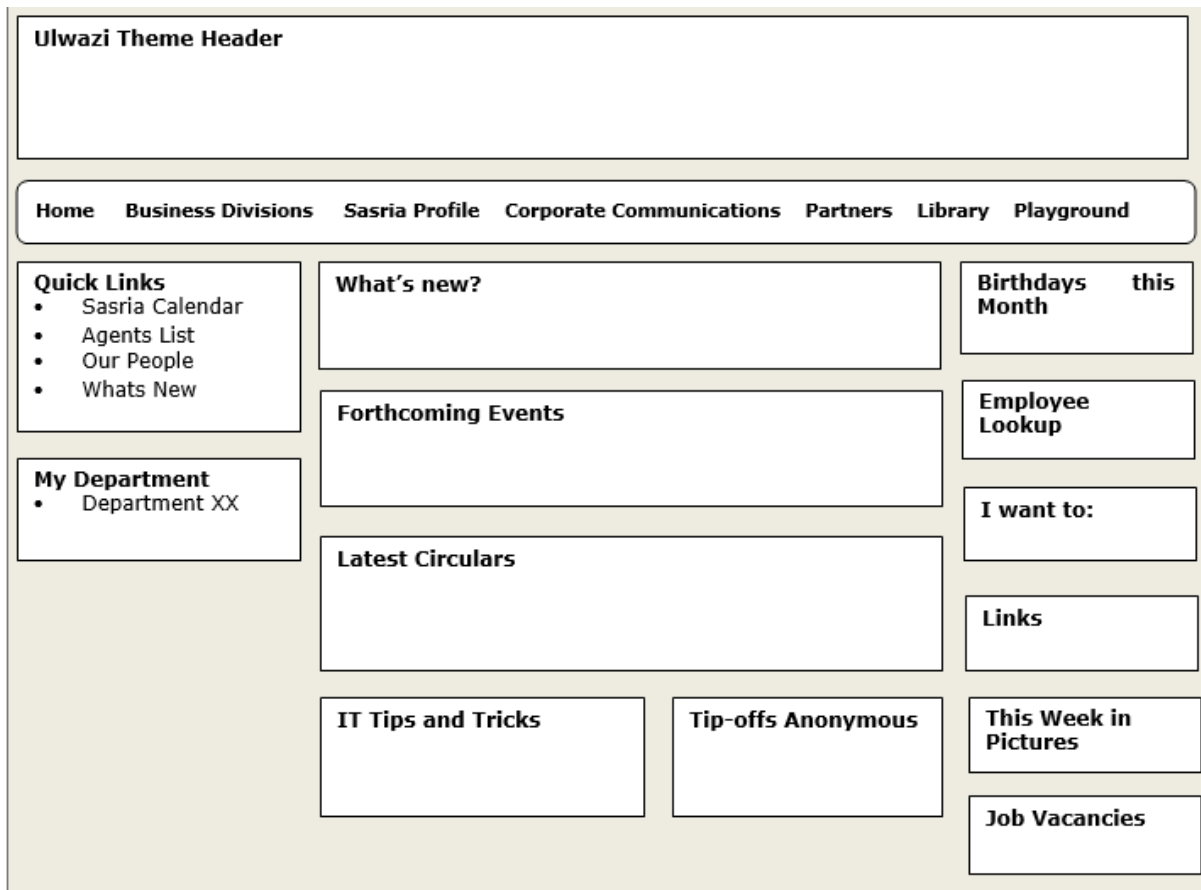 Ulwazi Theme Header
Home Business Divisions Sasria Profile Corporate Communications Partners Library Playground
Quick Links
• Sasria Calendar
• Agents List
• Our People
• Whats New
My Department
• Department XX
What’s new?
Forthcoming Events
Latest Circulars
IT Tips and Tricks
Tip-offs Anonymous
Birthdays this
Month
Employee
Lookup
I want to:
Links
This Week in
Pictures
Job Vacancies